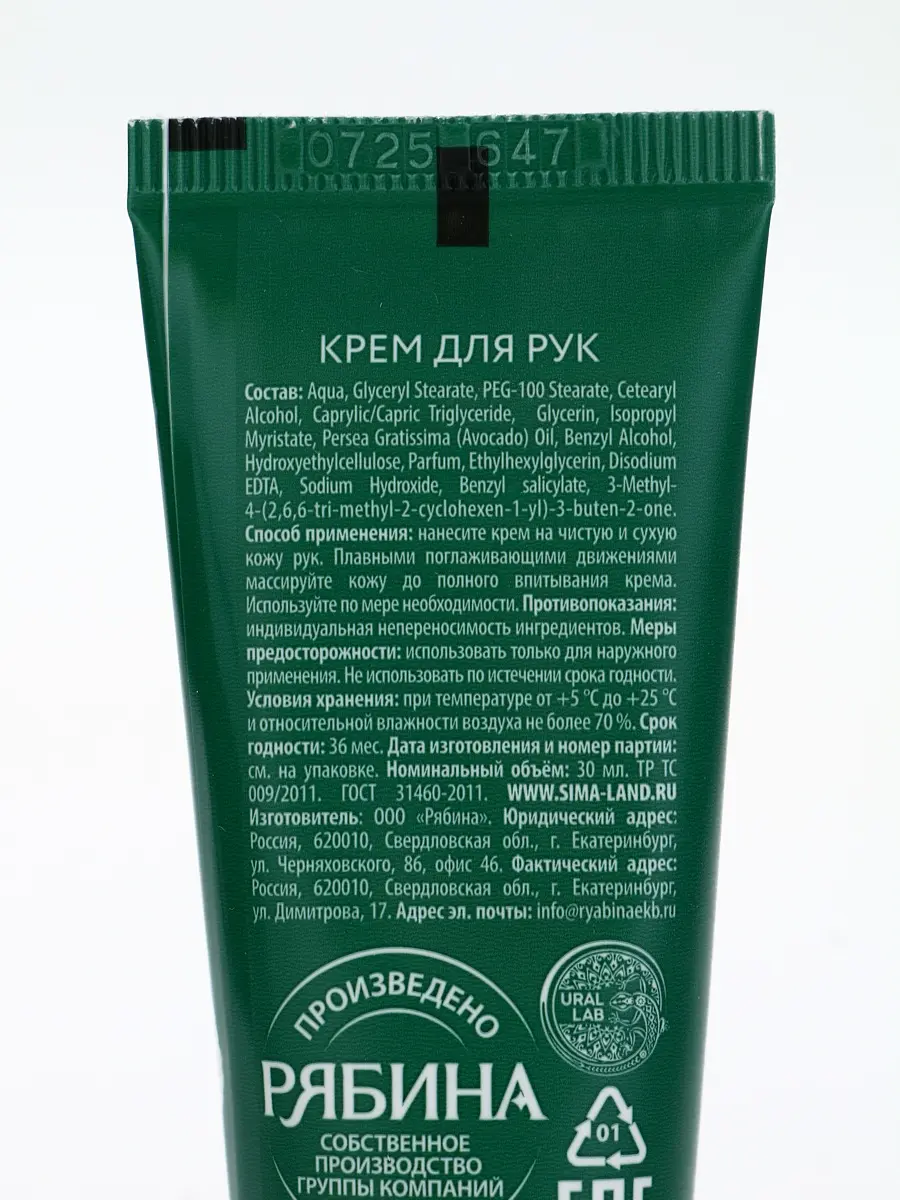 0725 647
КРЕМ ДЛЯ РУК
Состав: Aqua, Glyceryl Stearate, PEG-100 Stearate, Cetearyl
Alcohol, Caprylic/Capric Triglyceride, Glycerin, Isopropyl
Myristate, Persea Gratissima (Avocado) Oil, Benzyl Alcohol,
Hydroxyethylcellulose, Parfum, Ethylhexylglycerin, Disodium
EDTA, Sodium Hydroxide, Benzyl salicylate, 3-Methyl-
4-(2,6,6-tri-methyl-2-cyclohexen-1-yl)-3-buten-2-one.
Способ применения: нанесите крем на чистую и сухую
кожу рук. Плавными поглаживающими движениями
массируйте кожу до полного впитывания крема.
Используйте по мере необходимости. Противопоказания:
индивидуальная непереносимость ингредиентов. Меры
предосторожности: использовать только для наружного
применения. Не использовать по истечении срока годности.
Условия хранения: при температуре от +5 °C до +25 °C
и относительной влажности воздуха не более 70 %. Срок
годности: 36 мес. Дата изготовления и номер партии:
см. на упаковке. Номинальный объём: 30 мл. ТР ТС
009/2011. ГОСТ 31460-2011. WWW.SIMA-LAND.RU
Изготовитель: ООО «Рябина». Юридический адрес:
Россия, 620010, Свердловская обл., г. Екатеринбург,
ул. Черняховского, 86, офис 46. Фактический адрес:
Россия, 620010, Свердловская обл., г. Екатеринбург,
ул. Димитрова, 17. Адрес эл. почты: info@ryabinaekb.ru
ПРОИЗВЕДЕНО
РЯБИНА
СОБСТВЕННОЕ
ПРОИЗВОДСТВО
ГРУППЫ КОМПАНИЙ
URAL
LAB
01